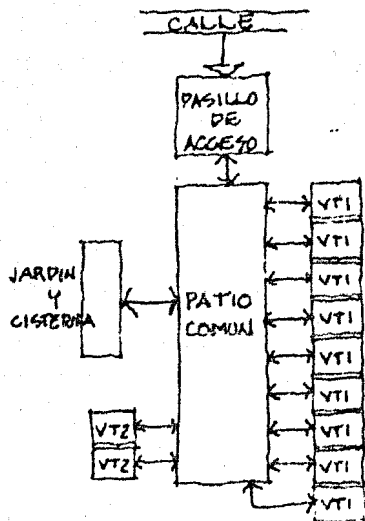 CALLE
PASILLO
DE
ACCESO
VT1
VT1
VT1
JARDIN
Y
CISTERNA
PATIO
COMUN
VT1
VT1
VT1
VT2
VT1
VT2
VT1
VT1